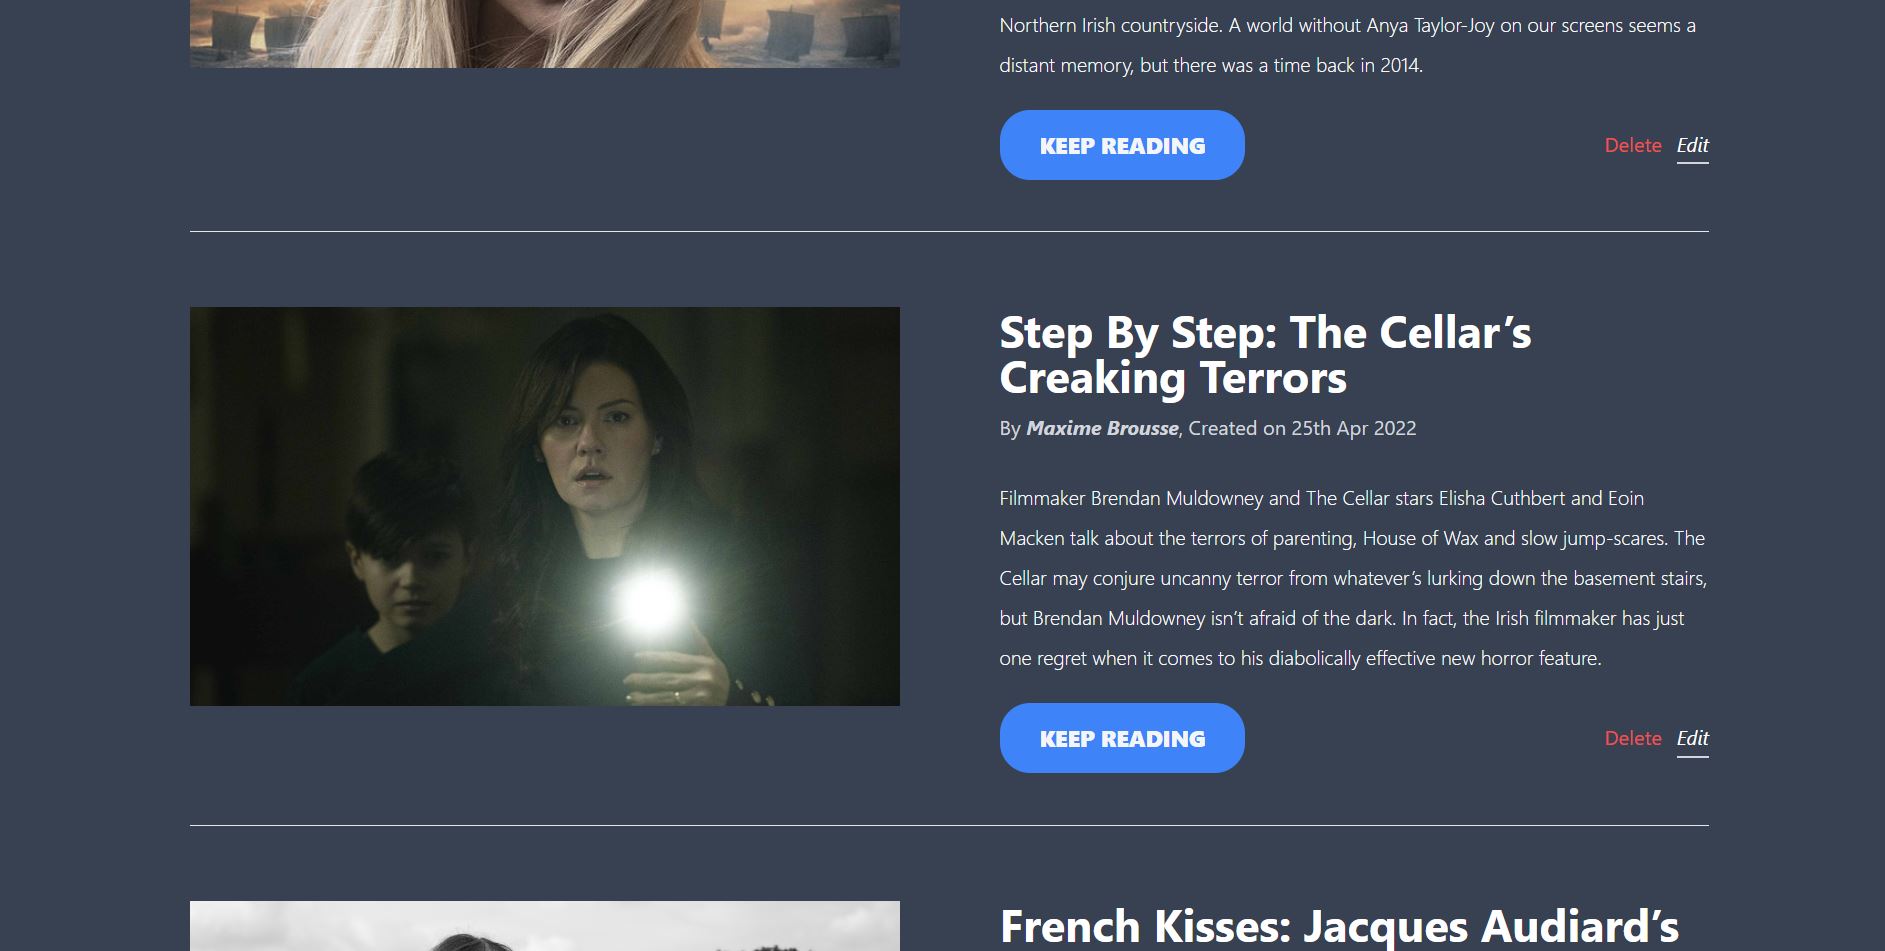 Northern Irish countryside. A world without Anya Taylor-Joy on our screens seems a
distant memory, but there was a time back in 2014.
KEEP READING
Delete Edit
Step By Step: The Cellar’s
Creaking Terrors
By Maxime Brousse, Created on 25th Apr 2022
Filmmaker Brendan Muldowney and The Cellar stars Elisha Cuthbert and Eoin
Macken talk about the terrors of parenting, House of Wax and slow jump-scares. The
Cellar may conjure uncanny terror from whatever’s lurking down the basement stairs,
but Brendan Muldowney isn’t afraid of the dark. In fact, the Irish filmmaker has just
one regret when it comes to his diabolically effective new horror feature.
KEEP READING
Delete Edit
French Kisses: Jacques Audiard’s